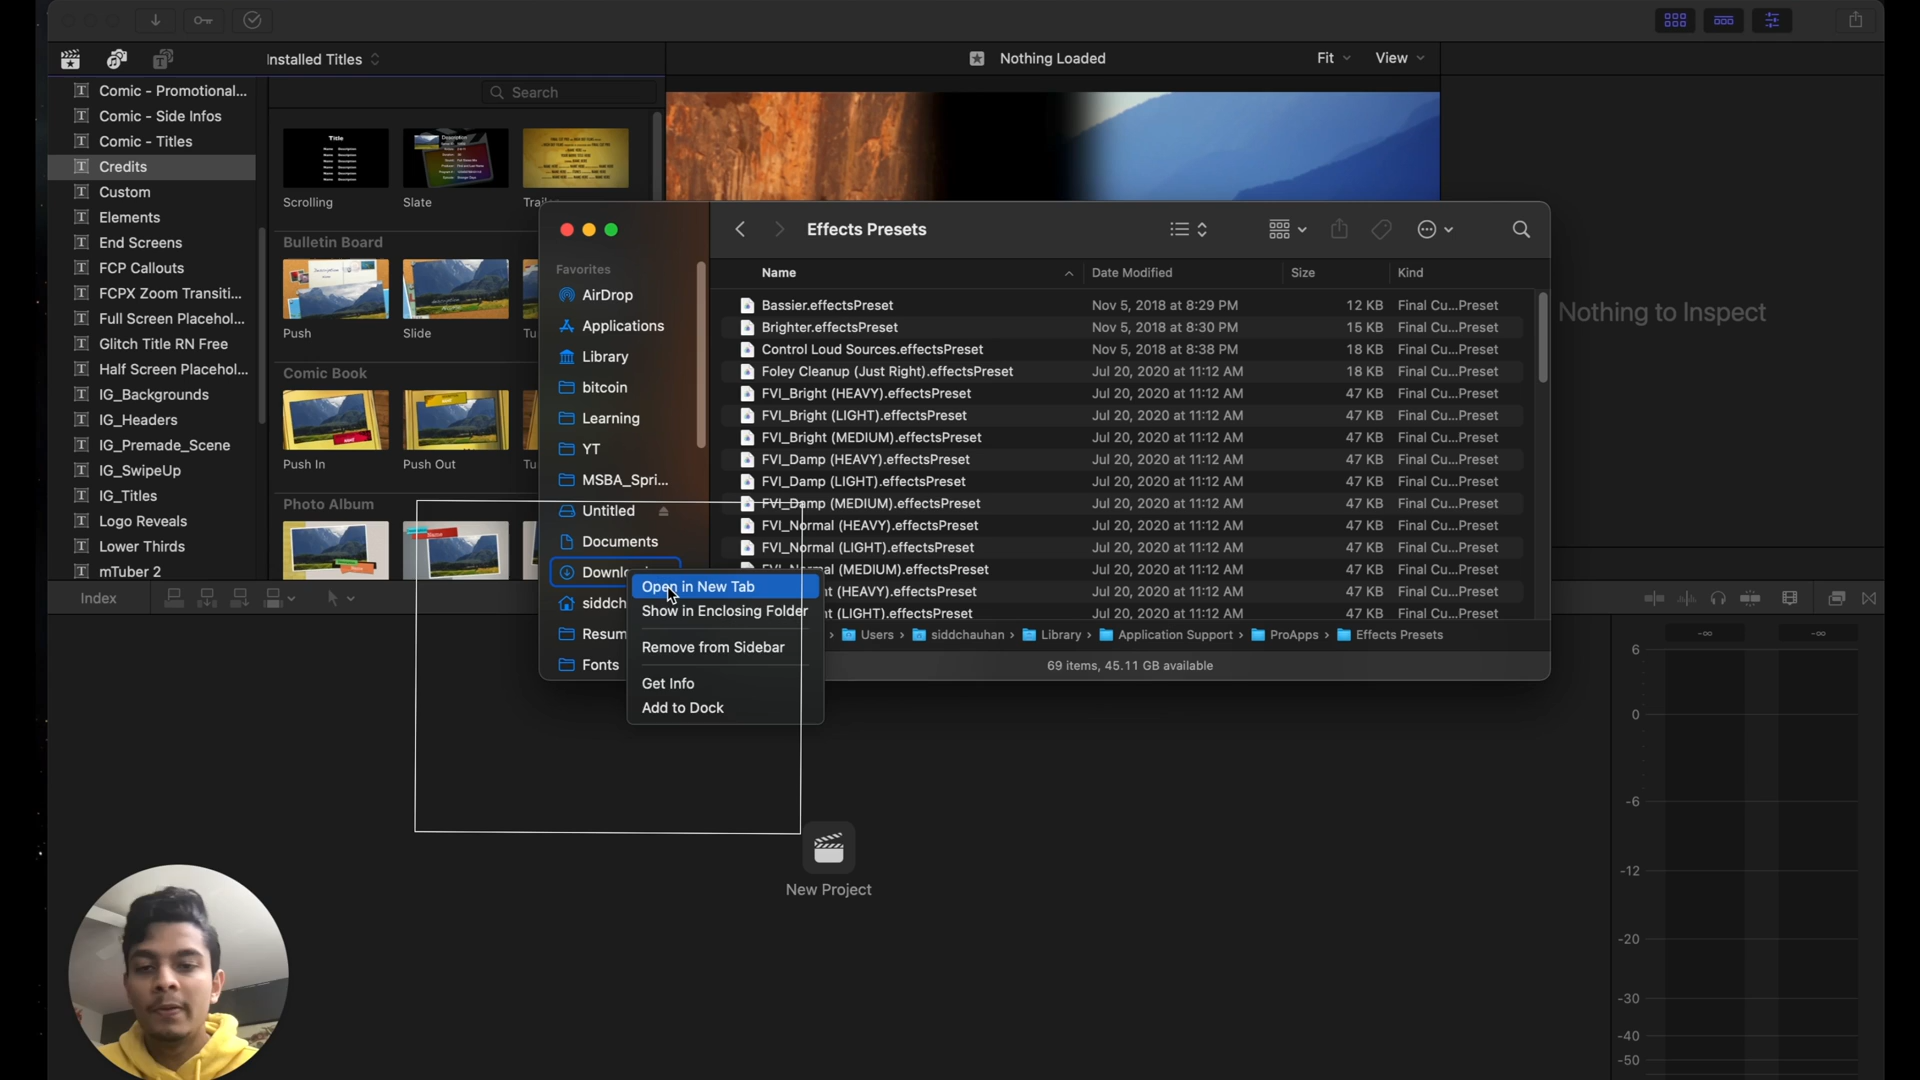 Installed Titles
Nothing Loaded
Fit
View
Comic - Promotional...
Comic - Side Infos
Comic - Titles
Credits
Custom
Elements
End Screens
FCP Callouts
FCPX Zoom Transiti...
Full Screen Placehol...
Glitch Title RN Free
Half Screen Placehol...
IG_Backgrounds
IG_Headers
IG_Premade_Scene
IG_SwipeUp
IG_Titles
Logo Reveals
Lower Thirds
mTuber 2
Search
Title
Description
Scrolling
Slate
Bulletin Board
Push
Slide
Comic Book
Push In
Push Out
Photo Album
Effects Presets
Favorites
AirDrop
Applications
Library
bitcoin
Learning
YT
MSBA_Spri...
Untitled
Documents
Fonts
Name
Date Modified
Size
Kind
Bassier.effectsPreset Nov 5, 2018 at 8:29 PM 12 KB Final Cu...Preset
Brighter.effectsPreset Nov 5, 2018 at 8:30 PM 15 KB Final Cu...Preset
Control Loud Sources.effectsPreset Nov 5, 2018 at 8:38 PM 18 KB Final Cu...Preset
Foley Cleanup (Just Right).effectsPreset Jul 20, 2020 at 11:12 AM 18 KB Final Cu...Preset
FVI_Bright (HEAVY).effectsPreset Jul 20, 2020 at 11:12 AM 47 KB Final Cu...Preset
FVI_Bright (LIGHT).effectsPreset Jul 20, 2020 at 11:12 AM 47 KB Final Cu...Preset
FVI_Bright (MEDIUM).effectsPreset Jul 20, 2020 at 11:12 AM 47 KB Final Cu...Preset
FVI_Damp (HEAVY).effectsPreset Jul 20, 2020 at 11:12 AM 47 KB Final Cu...Preset
FVI_Damp (LIGHT).effectsPreset Jul 20, 2020 at 11:12 AM 47 KB Final Cu...Preset
FVI_Damp (MEDIUM).effectsPreset Jul 20, 2020 at 11:12 AM 47 KB Final Cu...Preset
FVI_Normal (HEAVY).effectsPreset Jul 20, 2020 at 11:12 AM 47 KB Final Cu...Preset
FVI_Normal (LIGHT).effectsPreset Jul 20, 2020 at 11:12 AM 47 KB Final Cu...Preset
(MEDIUM).effectsPreset Jul 20, 2020 at 11:12 AM 47 KB Final Cu...Preset
(HEAVY).effectsPreset Jul 20, 2020 at 11:12 AM 47 KB Final Cu...Preset
(LIGHT).effectsPreset Jul 20, 2020 at 11:12 AM 47 KB Final Cu...Preset
Users › siddchauhan › Library › Application Support › ProApps › Effects Presets
69 items, 45.11 GB available
Open in New Tab
Show in Enclosing Folder
Remove from Sidebar
Get Info
Add to Dock
Nothing to Inspect
Index
New Project
-∞ -∞
6
0
-6
-12
-20
-30
-40
-50